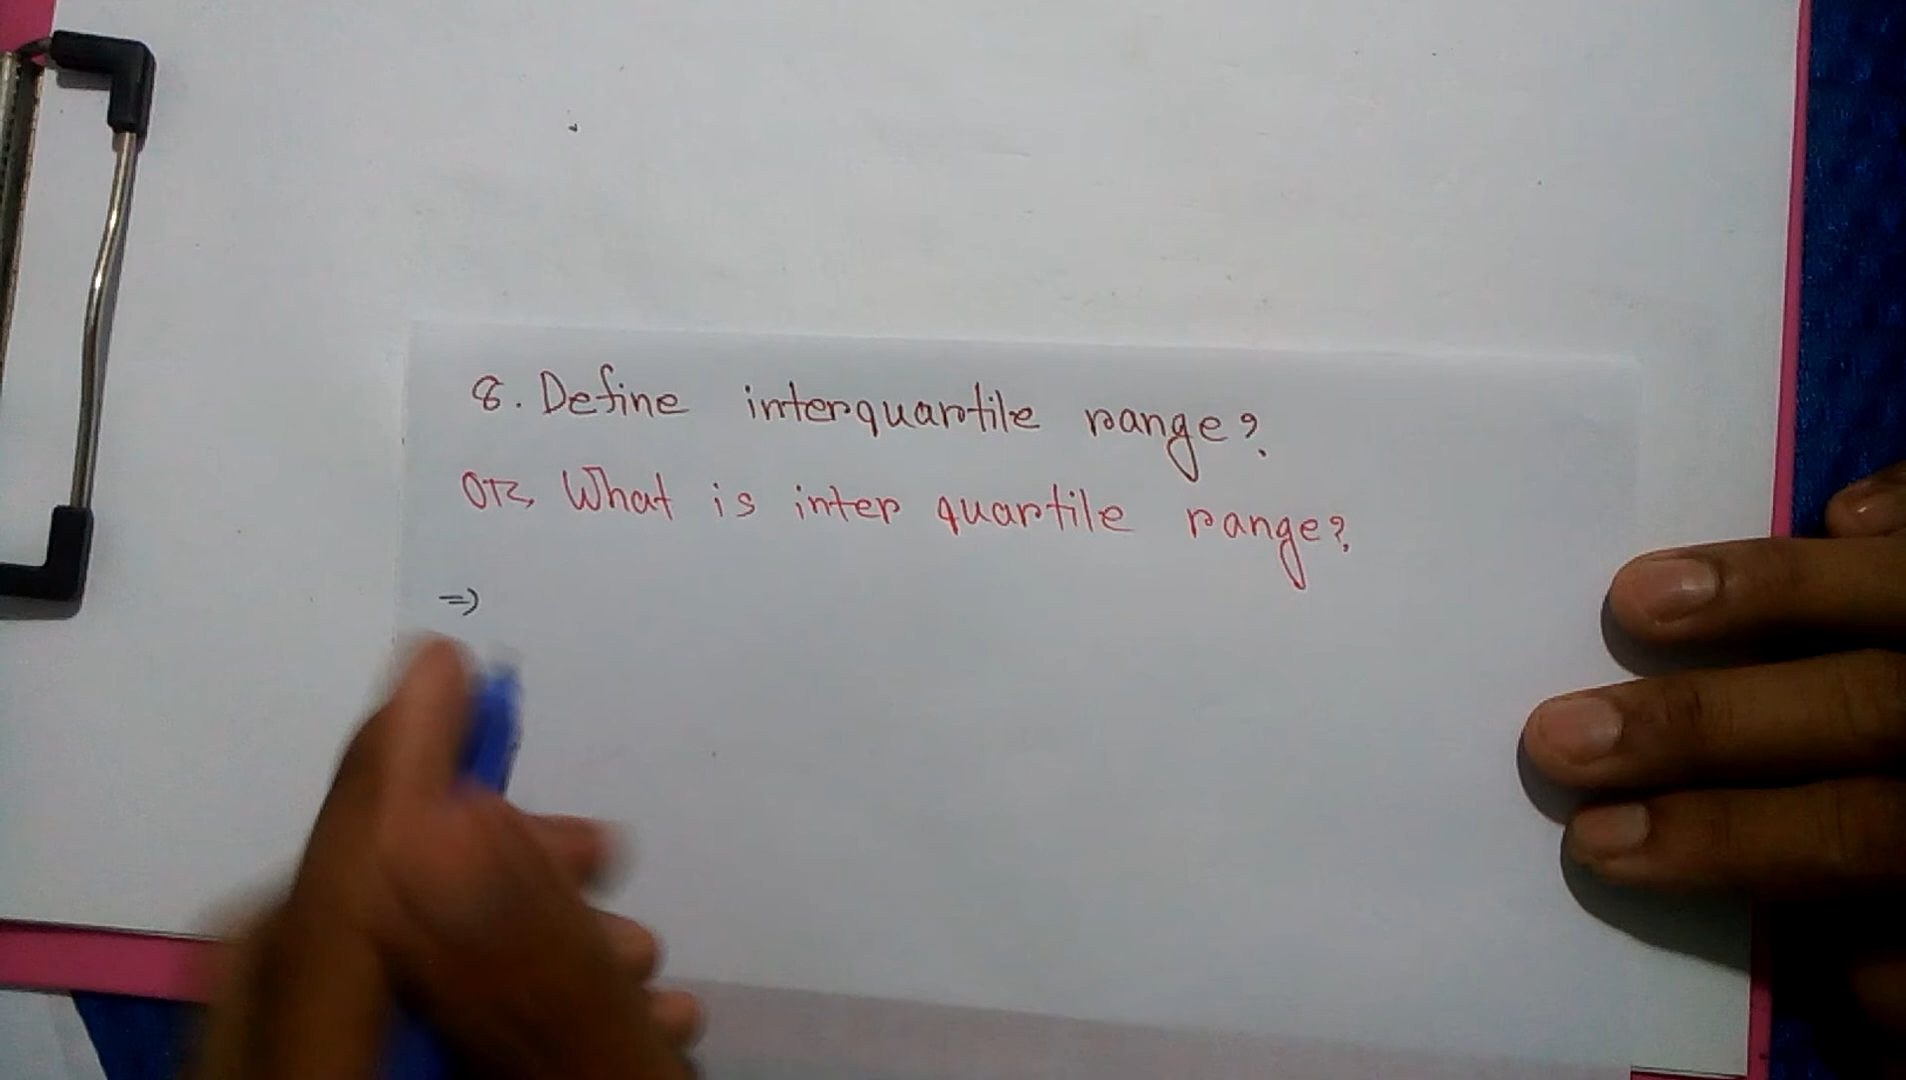 8. Define interquartile range?
OR, What is inter quartile range?
⇒